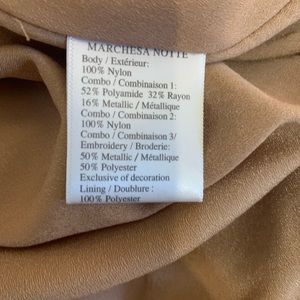 MARCHESA NOTTE
Body / Extérieur:
100% Nylon
Combo / Combinaison 1:
52% Polyamide 32% Rayon
16% Metallic / Métallique
Combo / Combinaison 2:
100% Nylon
Combo / Combinaison 3/
Embroidery / Broderie:
50% Metallic / Métallique
50% Polyester
Exclusive of decoration
Lining / Doublure :
100% Polyester